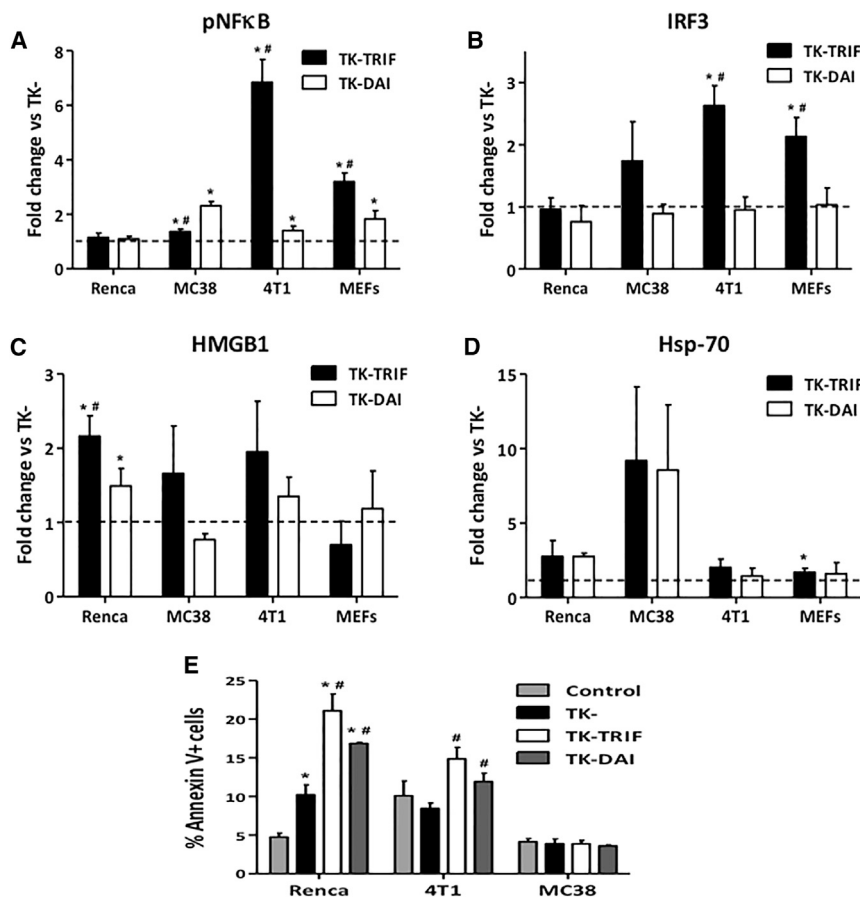 A
pNFκB
Fold change vs TK-
8
6
4
2
0
* #
*
* #
*
* #
*
TK-TRIF
TK-DAI
Renca MC38 4T1 MEFs
B
IRF3
Fold change vs TK-
3
2
1
0
* #
* #
TK-TRIF
TK-DAI
Renca MC38 4T1 MEFs
C
HMGB1
Fold change vs TK-
3
2
1
0
* #
*
TK-TRIF
TK-DAI
Renca MC38 4T1 MEFs
D
Hsp-70
Fold change vs TK-
15
10
5
0
*
TK-TRIF
TK-DAI
Renca MC38 4T1 MEFs
E
% Annexin V+ cells
25
20
15
10
5
0
*
* #
* #
#
#
Control
TK-
TK-TRIF
TK-DAI
Renca 4T1 MC38